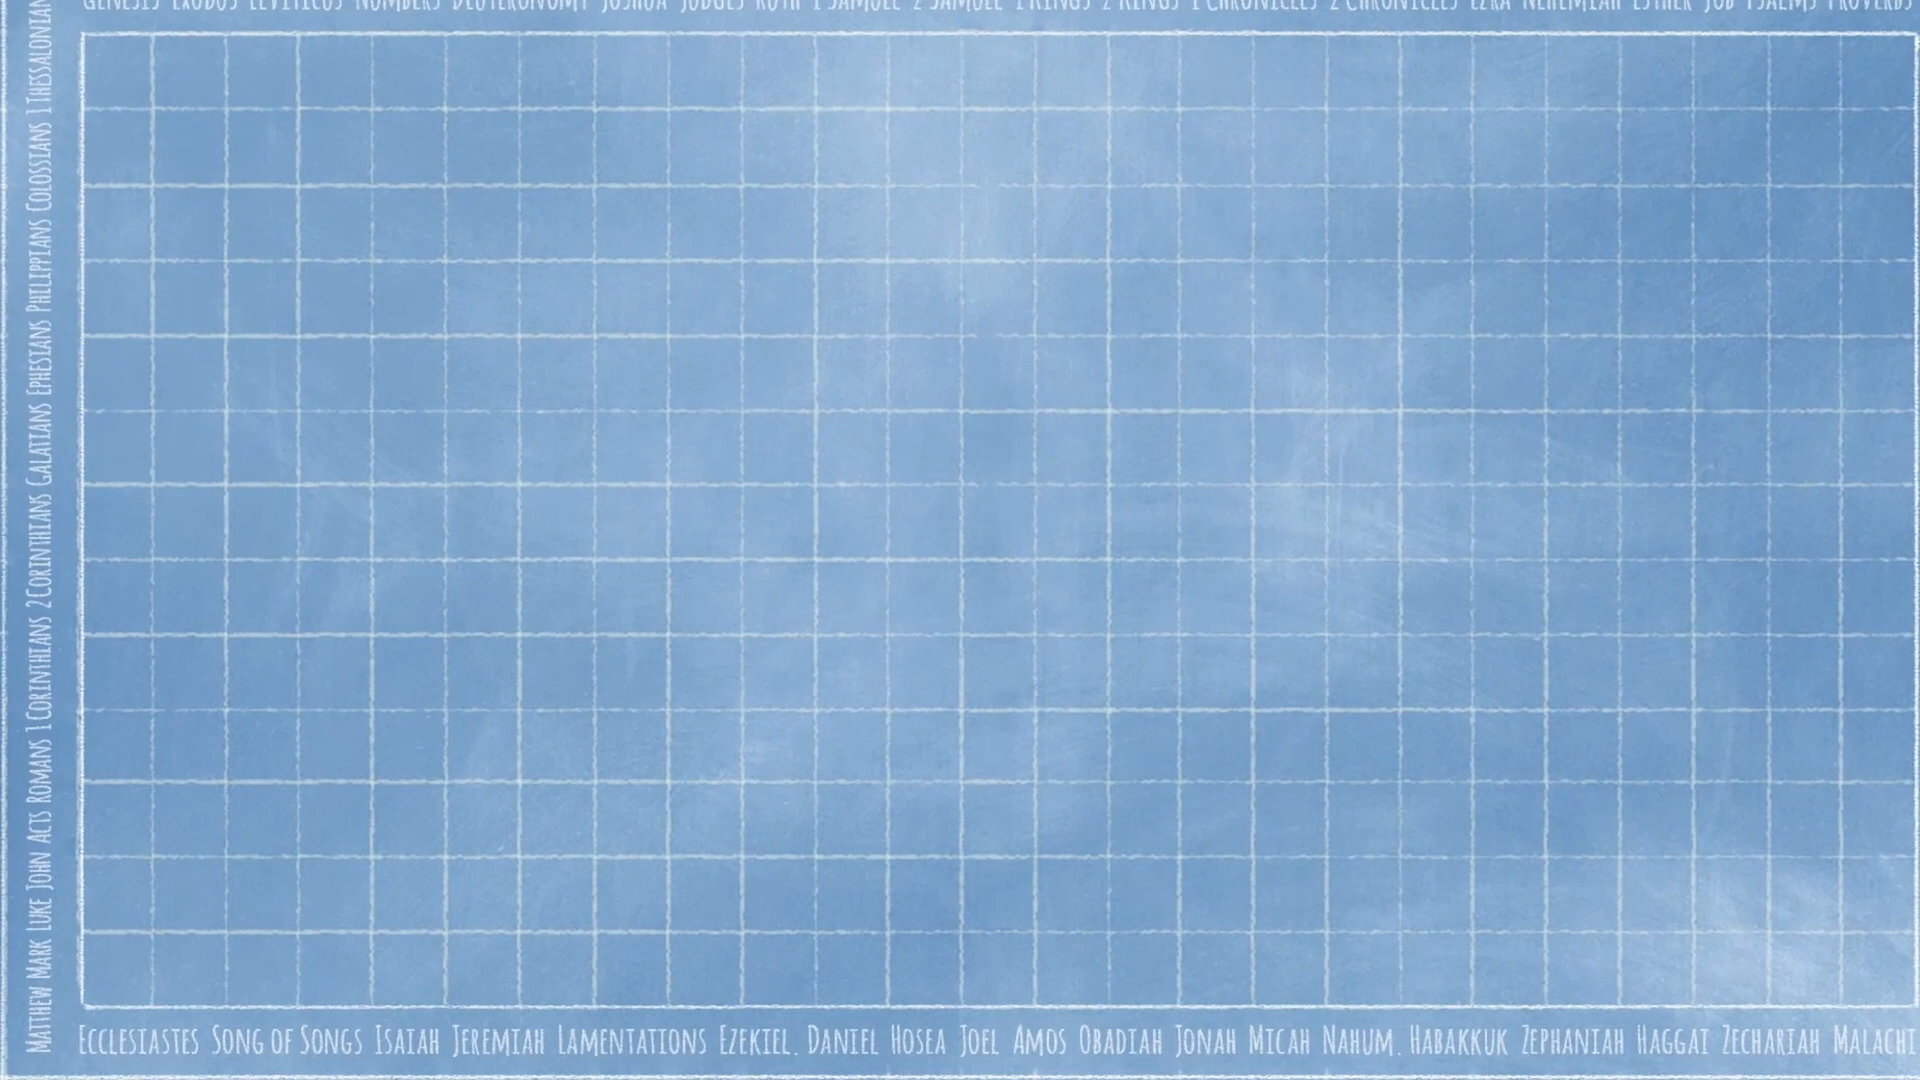 Genesis Exodus Leviticus Numbers Deuteronomy Joshua Judges Ruth 1 Samuel 2 Samuel 1 Kings 2 Kings 1 Chronicles 2 Chronicles Ezra Nehemiah Esther Job Psalms Proverbs
Matthew Mark Luke John Acts Romans 1 Corinthians 2 Corinthians Galatians Ephesians Philippians Colossians 1 Thessalonian
Ecclesiastes Song of Songs Isaiah Jeremiah Lamentations Ezekiel. Daniel Hosea Joel Amos Obadiah Jonah Micah Nahum. Habakkuk Zephaniah Haggai Zechariah Malachi